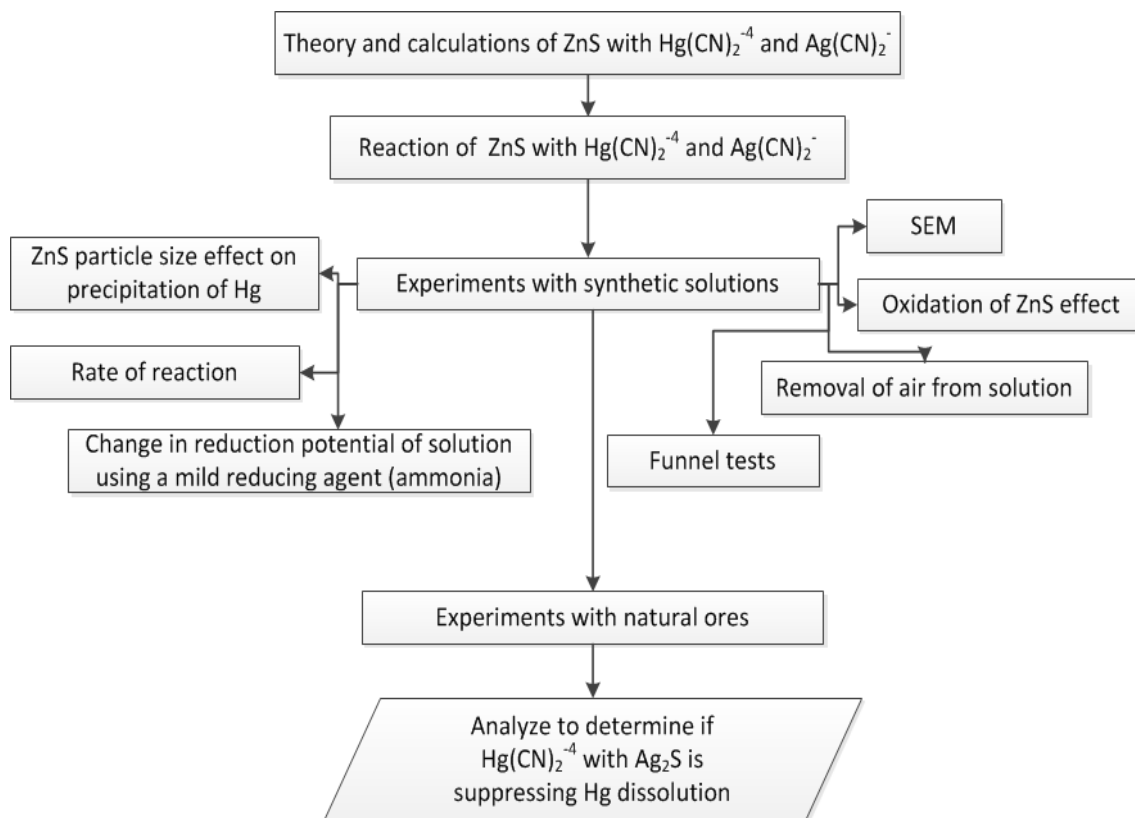 Theory and calculations of ZnS with Hg(CN)₂⁻⁴ and Ag(CN)₂⁻
Reaction of ZnS with Hg(CN)₂⁻⁴ and Ag(CN)₂⁻
SEM
ZnS particle size effect on
precipitation of Hg
Experiments with synthetic solutions
Oxidation of ZnS effect
Rate of reaction
Removal of air from solution
Change in reduction potential of solution
using a mild reducing agent (ammonia)
Funnel tests
Experiments with natural ores
Analyze to determine if
Hg(CN)₂⁻⁴ with Ag₂S is
suppressing Hg dissolution